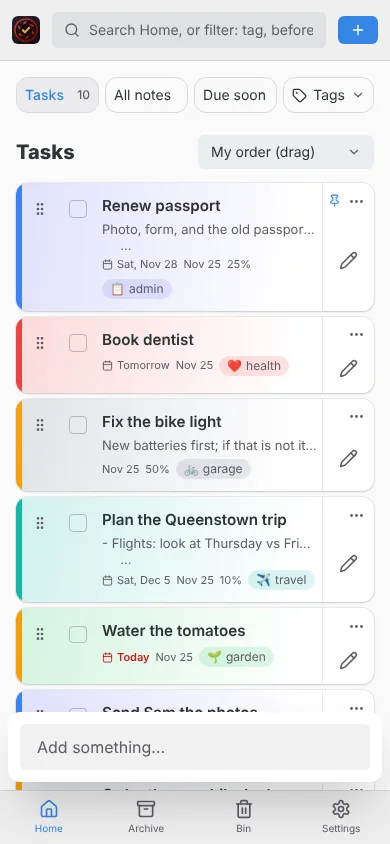 Search Home, or filter: tag, before
Tasks 10
All notes
Due soon
Tags
Tasks
My order (drag)
Renew passport
Photo, form, and the old passpor...
...
Sat, Nov 28 Nov 25 25%
📋 admin
Book dentist
Tomorrow Nov 25 ❤️ health
Fix the bike light
New batteries first; if that is not it...
Nov 25 50% 🚲 garage
Plan the Queenstown trip
- Flights: look at Thursday vs Fri...
...
Sat, Dec 5 Nov 25 10% ✈️ travel
Water the tomatoes
Today Nov 25 🌱 garden
Send Sam the photos
Add something...
Home
Archive
Bin
Settings